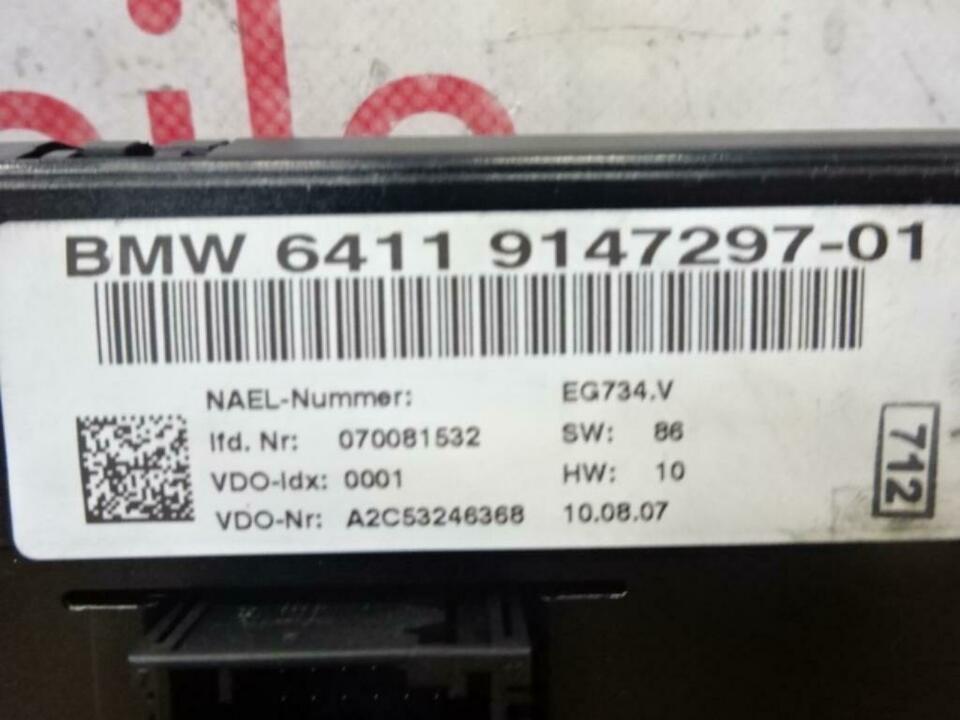 BMW 6411 9147297-01
NAEL-Nummer: EG734.V
lfd. Nr: 070081532 SW: 86
VDO-Idx: 0001 HW: 10
VDO-Nr: A2C53246368 10.08.07
712